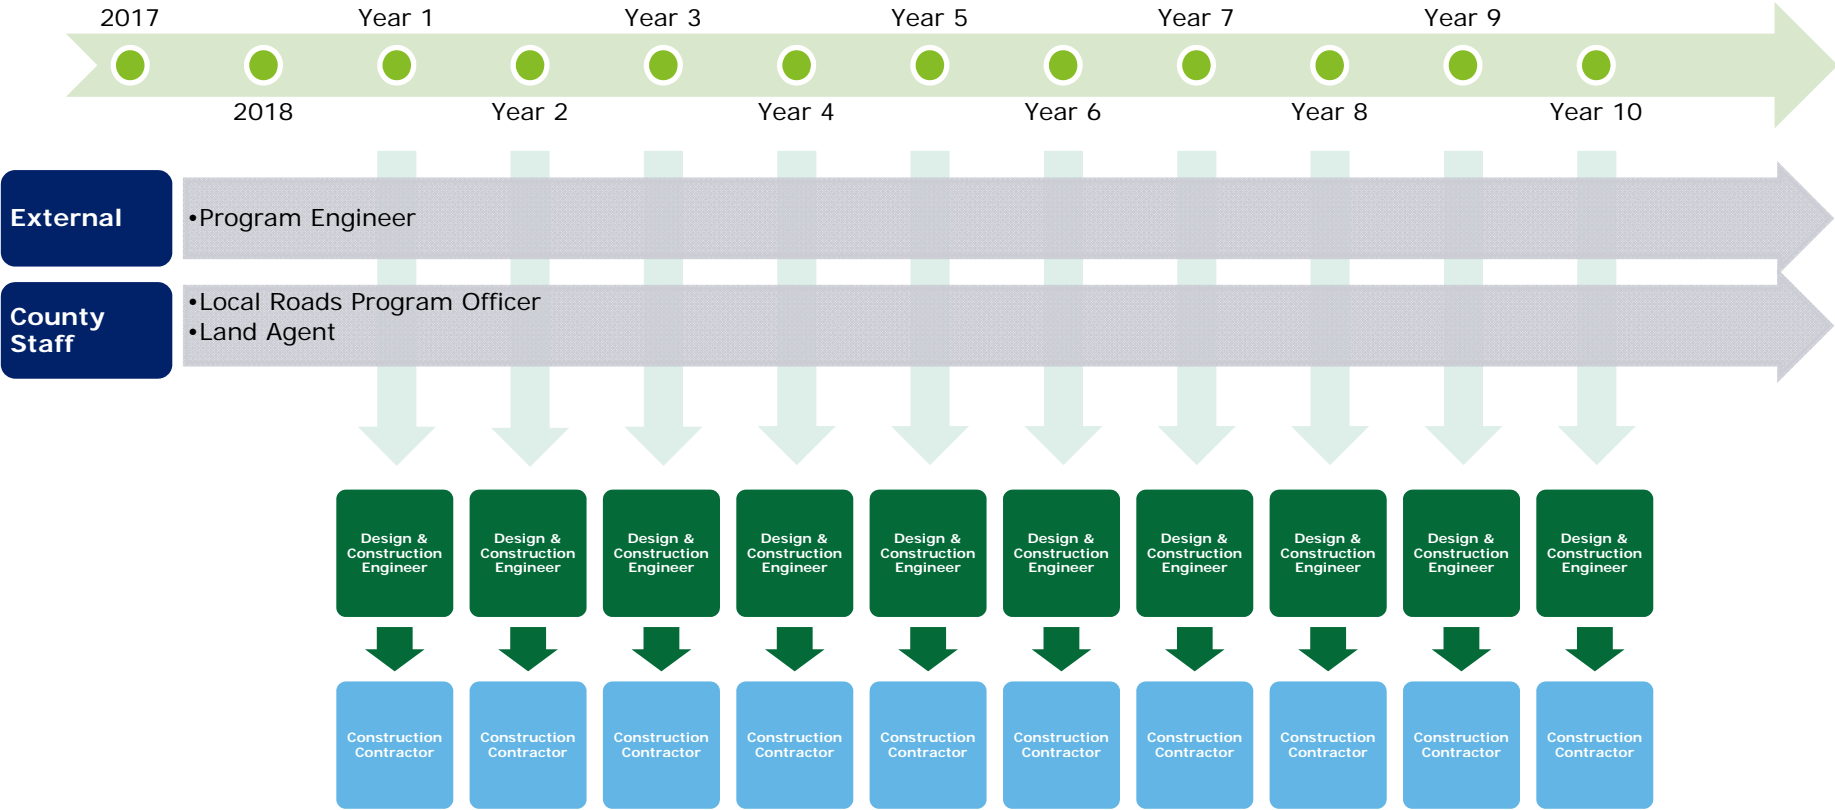 2017
Year 1
Year 3
Year 5
Year 7
Year 9
2018
Year 2
Year 4
Year 6
Year 8
Year 10
External
•Program Engineer
County
Staff
•Local Roads Program Officer
•Land Agent
Design &
Construction
Engineer
Design &
Construction
Engineer
Design &
Construction
Engineer
Design &
Construction
Engineer
Design &
Construction
Engineer
Design &
Construction
Engineer
Design &
Construction
Engineer
Design &
Construction
Engineer
Design &
Construction
Engineer
Design &
Construction
Engineer
Construction
Contractor
Construction
Contractor
Construction
Contractor
Construction
Contractor
Construction
Contractor
Construction
Contractor
Construction
Contractor
Construction
Contractor
Construction
Contractor
Construction
Contractor